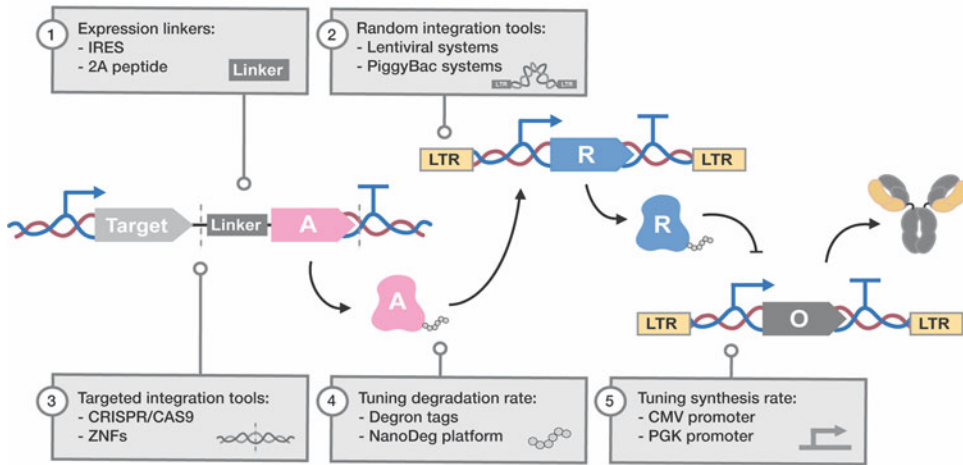 1
Expression linkers:
- IRES
- 2A peptide
Linker
2
Random integration tools:
- Lentiviral systems
- PiggyBac systems
LTR
LTR
LTR
R
LTR
Target
Linker
A
R
A
LTR
O
LTR
3
Targeted integration tools:
- CRISPR/CAS9
- ZNFs
4
Tuning degradation rate:
- Degron tags
- NanoDeg platform
5
Tuning synthesis rate:
- CMV promoter
- PGK promoter